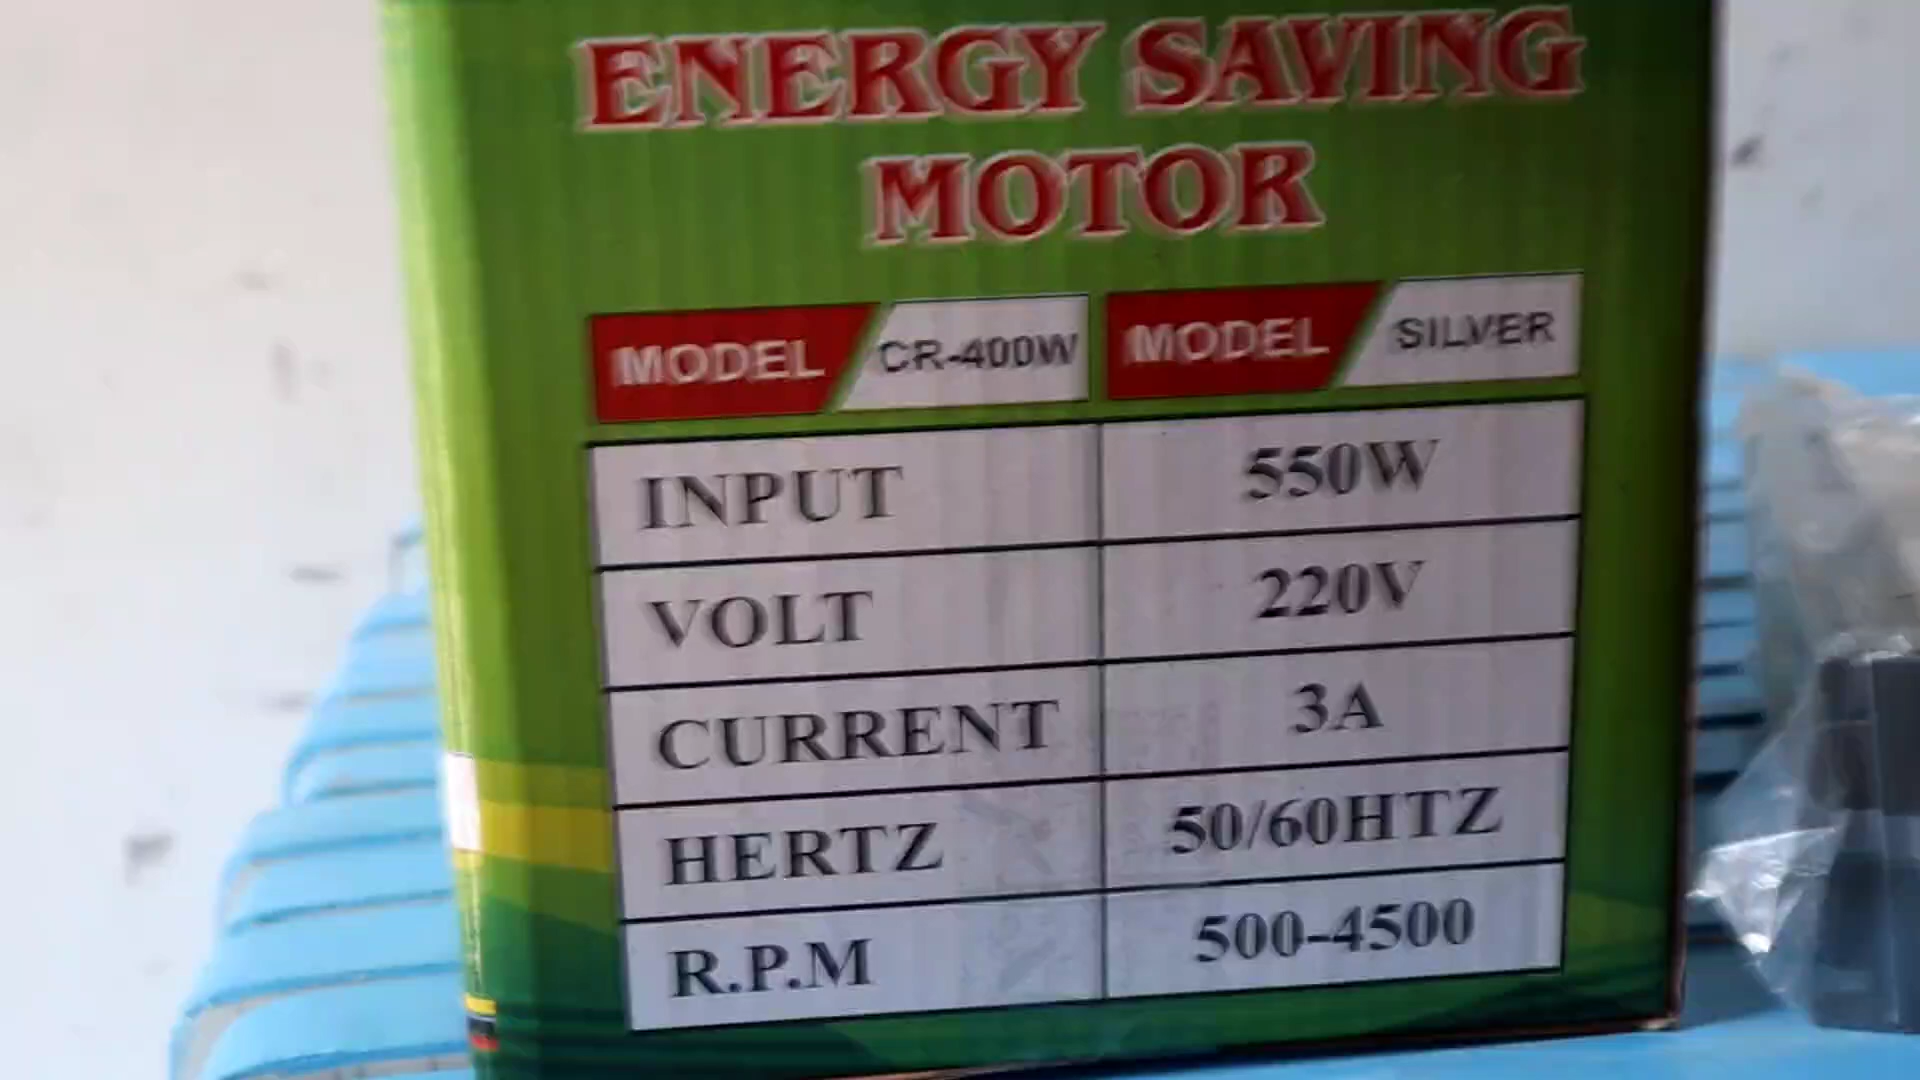 ENERGY SAVING
MOTOR
MODEL CR-400W MODEL SILVER
INPUT 550W
VOLT 220V
CURRENT 3A
HERTZ 50/60HTZ
R.P.M 500-4500